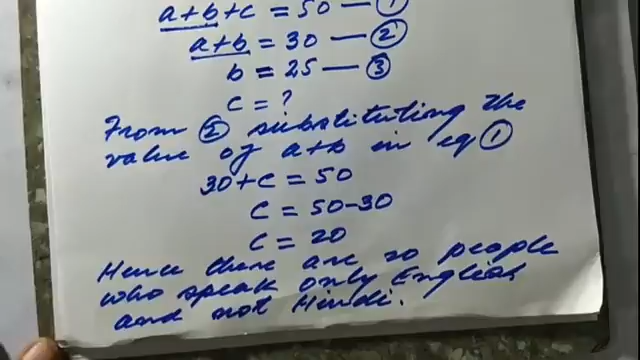 a+b+c = 50 — ①
a+b = 30 — ②
b = 25 — ③
c = ?
From ② substituting the
value of a+b in eq ①
30+c = 50
c = 50-30
c = 20
Hence there are 20 people
who speak only English
and not Hindi.